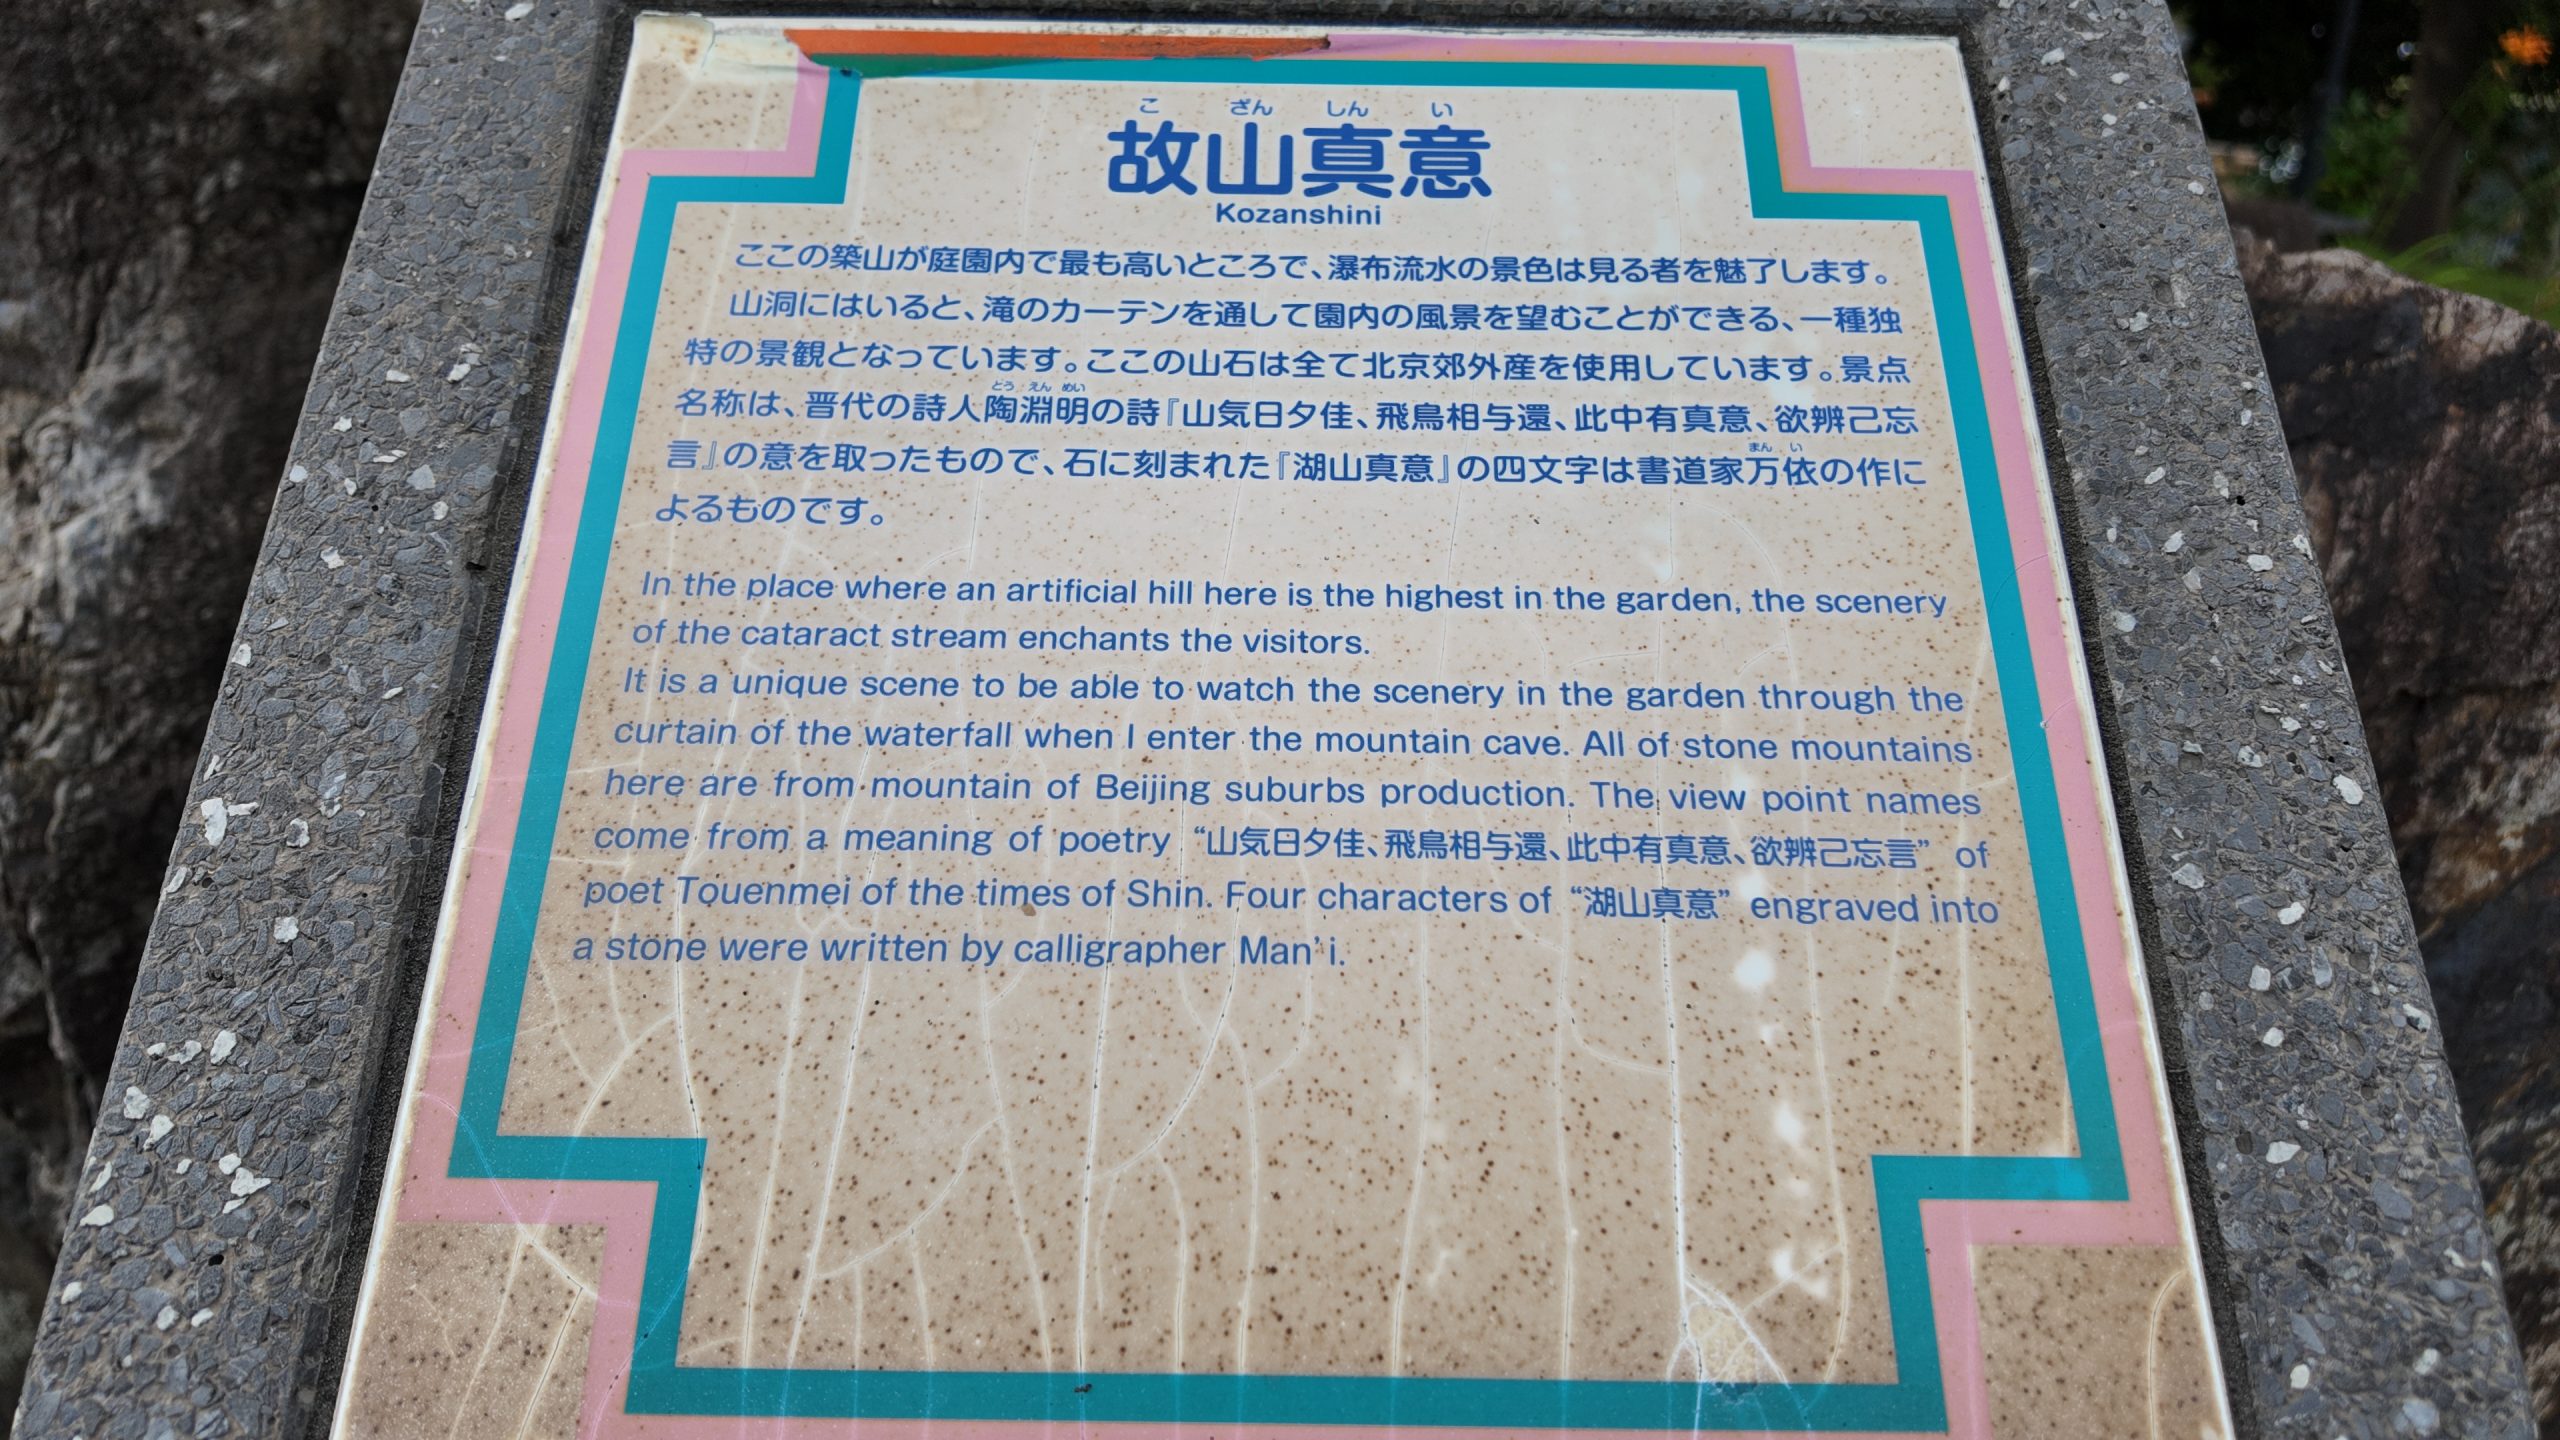 こ ざん しん い
故山真意
Kozanshini
ここの築山が庭園内で最も高いところで、瀑布流水の景色は見る者を魅了します。
山洞にはいると、滝のカーテンを通して園内の風景を望むことができる、一種独
特の景観となっています。ここの山石は全て北京郊外産を使用しています。景点
とう えん めい
名称は、晋代の詩人陶淵明の詩『山気日夕佳、飛鳥相与還、此中有真意、欲辨己忘
まん い
言』の意を取ったもので、石に刻まれた『湖山真意』の四文字は書道家万依の作に
よるものです。
In the place where an artificial hill here is the highest in the garden, the scenery
of the cataract stream enchants the visitors.
It is a unique scene to be able to watch the scenery in the garden through the
curtain of the waterfall when I enter the mountain cave. All of stone mountains
here are from mountain of Beijing suburbs production. The view point names
come from a meaning of poetry “山気日夕佳、飛鳥相与還、此中有真意、欲辨己忘言” of
poet Touenmei of the times of Shin. Four characters of “湖山真意” engraved into
a stone were written by calligrapher Man’i.